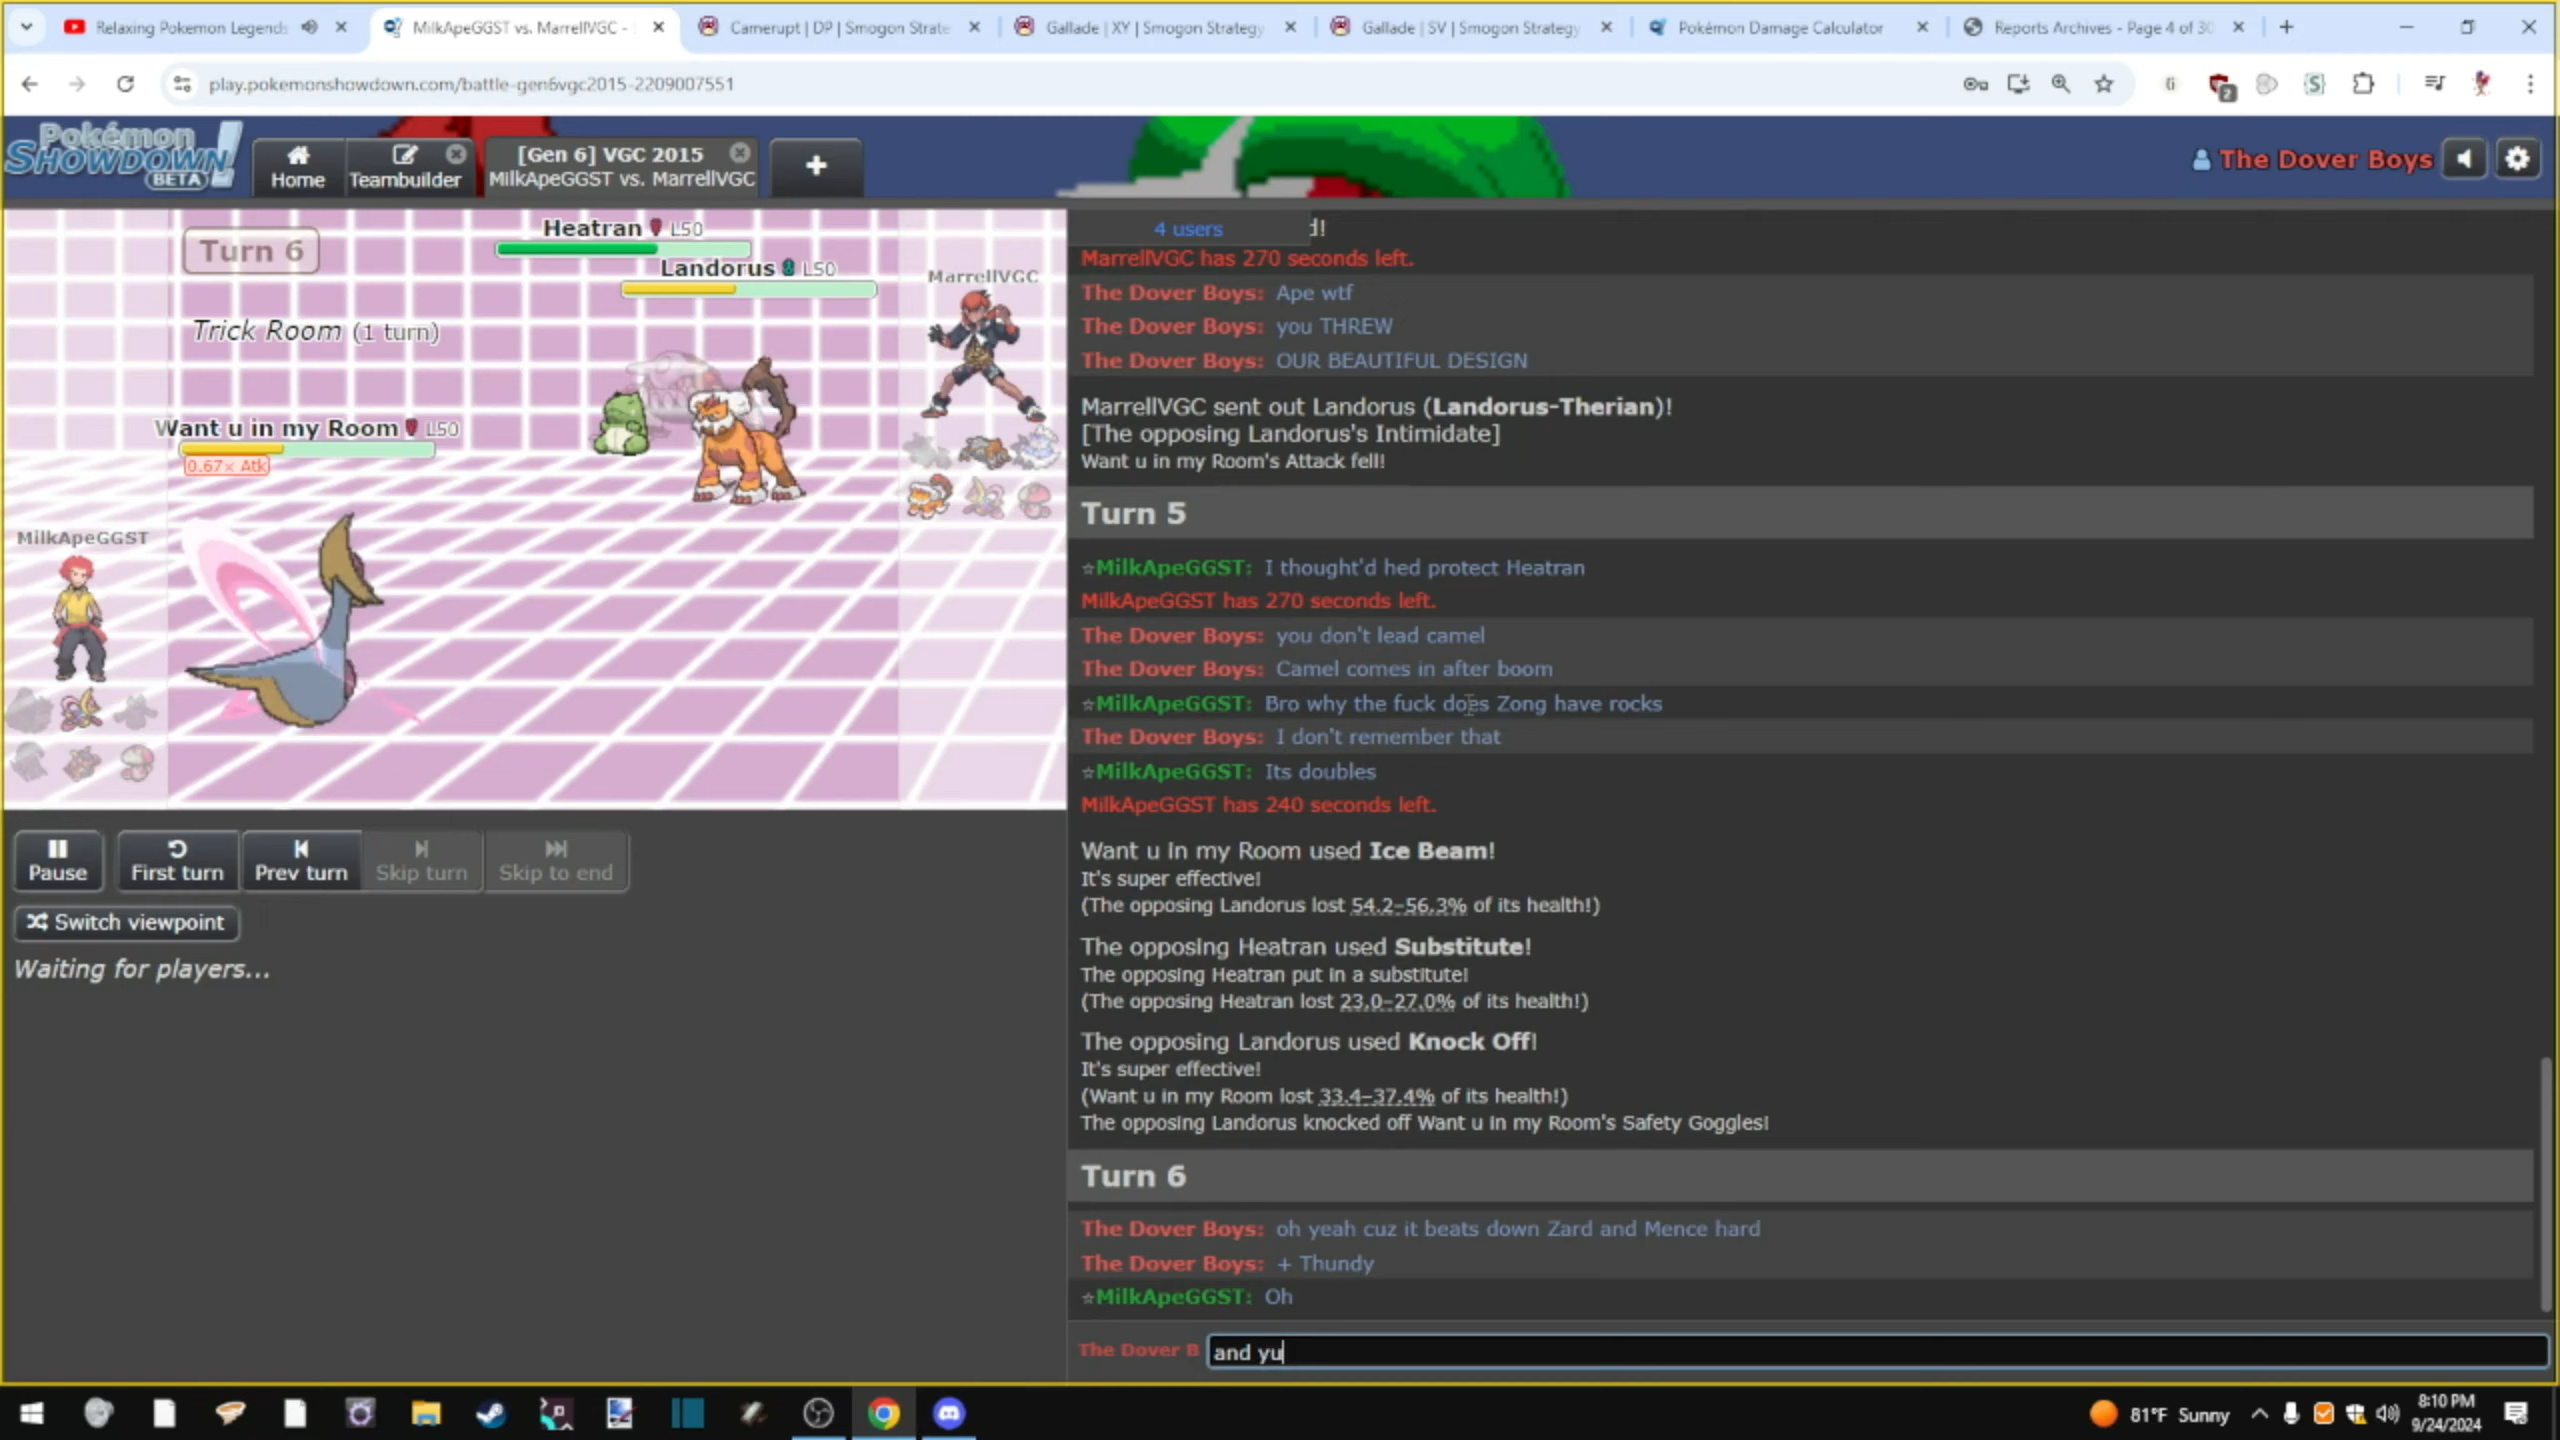 Relaxing Pokemon Legends
MilkApeGGST vs. MarrellVGC -
Camerupt | DP | Smogon Strate
Gallade | XY | Smogon Strategy
Gallade | SV | Smogon Strategy
Pokémon Damage Calculator
Reports Archives - Page 4 of 30
play.pokemonshowdown.com/battle-gen6vgc2015-2209007551
2
Pokémon
SHOWDOWN!
BETA
Home
Teambuilder
[Gen 6] VGC 2015
MilkApeGGST vs. MarrellVGC
The Dover Boys
Turn 6
Heatran L50
Landorus L50
Trick Room (1 turn)
MarrellVGC
Want u in my Room L50
0.67× Atk
MilkApeGGST
Pause
First turn
Prev turn
Skip turn
Skip to end
Switch viewpoint
Waiting for players...
4 users
d!
MarrellVGC has 270 seconds left.
The Dover Boys: Ape wtf
The Dover Boys: you THREW
The Dover Boys: OUR BEAUTIFUL DESIGN
MarrellVGC sent out Landorus (Landorus-Therian)!
[The opposing Landorus's Intimidate]
Want u in my Room's Attack fell!
Turn 5
☆MilkApeGGST: I thought'd hed protect Heatran
MilkApeGGST has 270 seconds left.
The Dover Boys: you don't lead camel
The Dover Boys: Camel comes in after boom
☆MilkApeGGST: Bro why the fuck does Zong have rocks
The Dover Boys: I don't remember that
☆MilkApeGGST: Its doubles
MilkApeGGST has 240 seconds left.
Want u in my Room used Ice Beam!
It's super effective!
(The opposing Landorus lost 54.2–56.3% of its health!)
The opposing Heatran used Substitute!
The opposing Heatran put in a substitute!
(The opposing Heatran lost 23.0–27.0% of its health!)
The opposing Landorus used Knock Off!
It's super effective!
(Want u in my Room lost 33.4–37.4% of its health!)
The opposing Landorus knocked off Want u in my Room's Safety Goggles!
Turn 6
The Dover Boys: oh yeah cuz it beats down Zard and Mence hard
The Dover Boys: + Thundy
☆MilkApeGGST: Oh
The Dover B
and yu
81°F Sunny
8:10 PM
9/24/2024